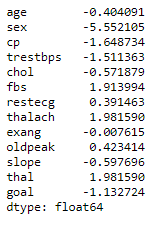 age -0.404091
sex -5.552105
cp -1.648734
trestbps -1.511363
chol -0.571879
fbs 1.913994
restecg 0.391463
thalach 1.981590
exang -0.007615
oldpeak 0.423414
slope -0.597696
thal 1.981590
goal -1.132724
dtype: float64